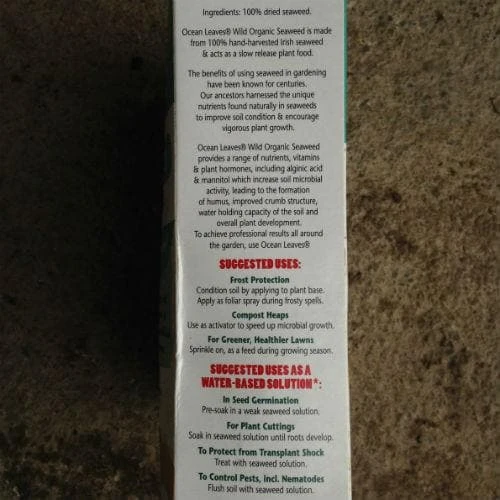 Ingredients: 100% dried seaweed.
Ocean Leaves® Wild Organic Seaweed is made
from 100% hand-harvested Irish seaweed
& acts as a slow release plant food.
The benefits of using seaweed in gardening
have been known for centuries.
Our ancestors harnessed the unique
nutrients found naturally in seaweeds
to improve soil condition & encourage
vigorous plant growth.
Ocean Leaves® Wild Organic Seaweed
provides a range of nutrients, vitamins
& plant hormones, including alginic acid
& mannitol which increase soil microbial
activity, leading to the formation
of humus, improved crumb structure,
water holding capacity of the soil and
overall plant development.
To achieve professional results all around
the garden, use Ocean Leaves®
SUGGESTED USES:
Frost Protection
Condition soil by applying to plant base.
Apply as foliar spray during frosty spells.
Compost Heaps
Use as activator to speed up microbial growth.
For Greener, Healthier Lawns
Sprinkle on, as a feed during growing season.
SUGGESTED USES AS A
WATER-BASED SOLUTION*:
In Seed Germination
Pre-soak in a weak seaweed solution.
For Plant Cuttings
Soak in seaweed solution until roots develop.
To Protect from Transplant Shock
Treat with seaweed solution.
To Control Pests, incl. Nematodes
Flush soil with seaweed solution.